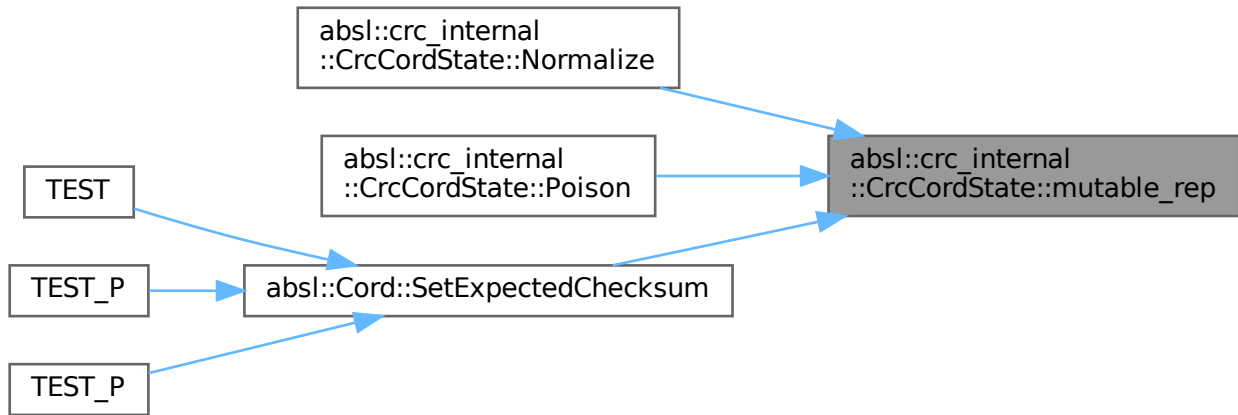 absl::crc_internal
::CrcCordState::Normalize
absl::crc_internal
::CrcCordState::Poison
absl::crc_internal
::CrcCordState::mutable_rep
TEST
TEST_P
absl::Cord::SetExpectedChecksum
TEST_P